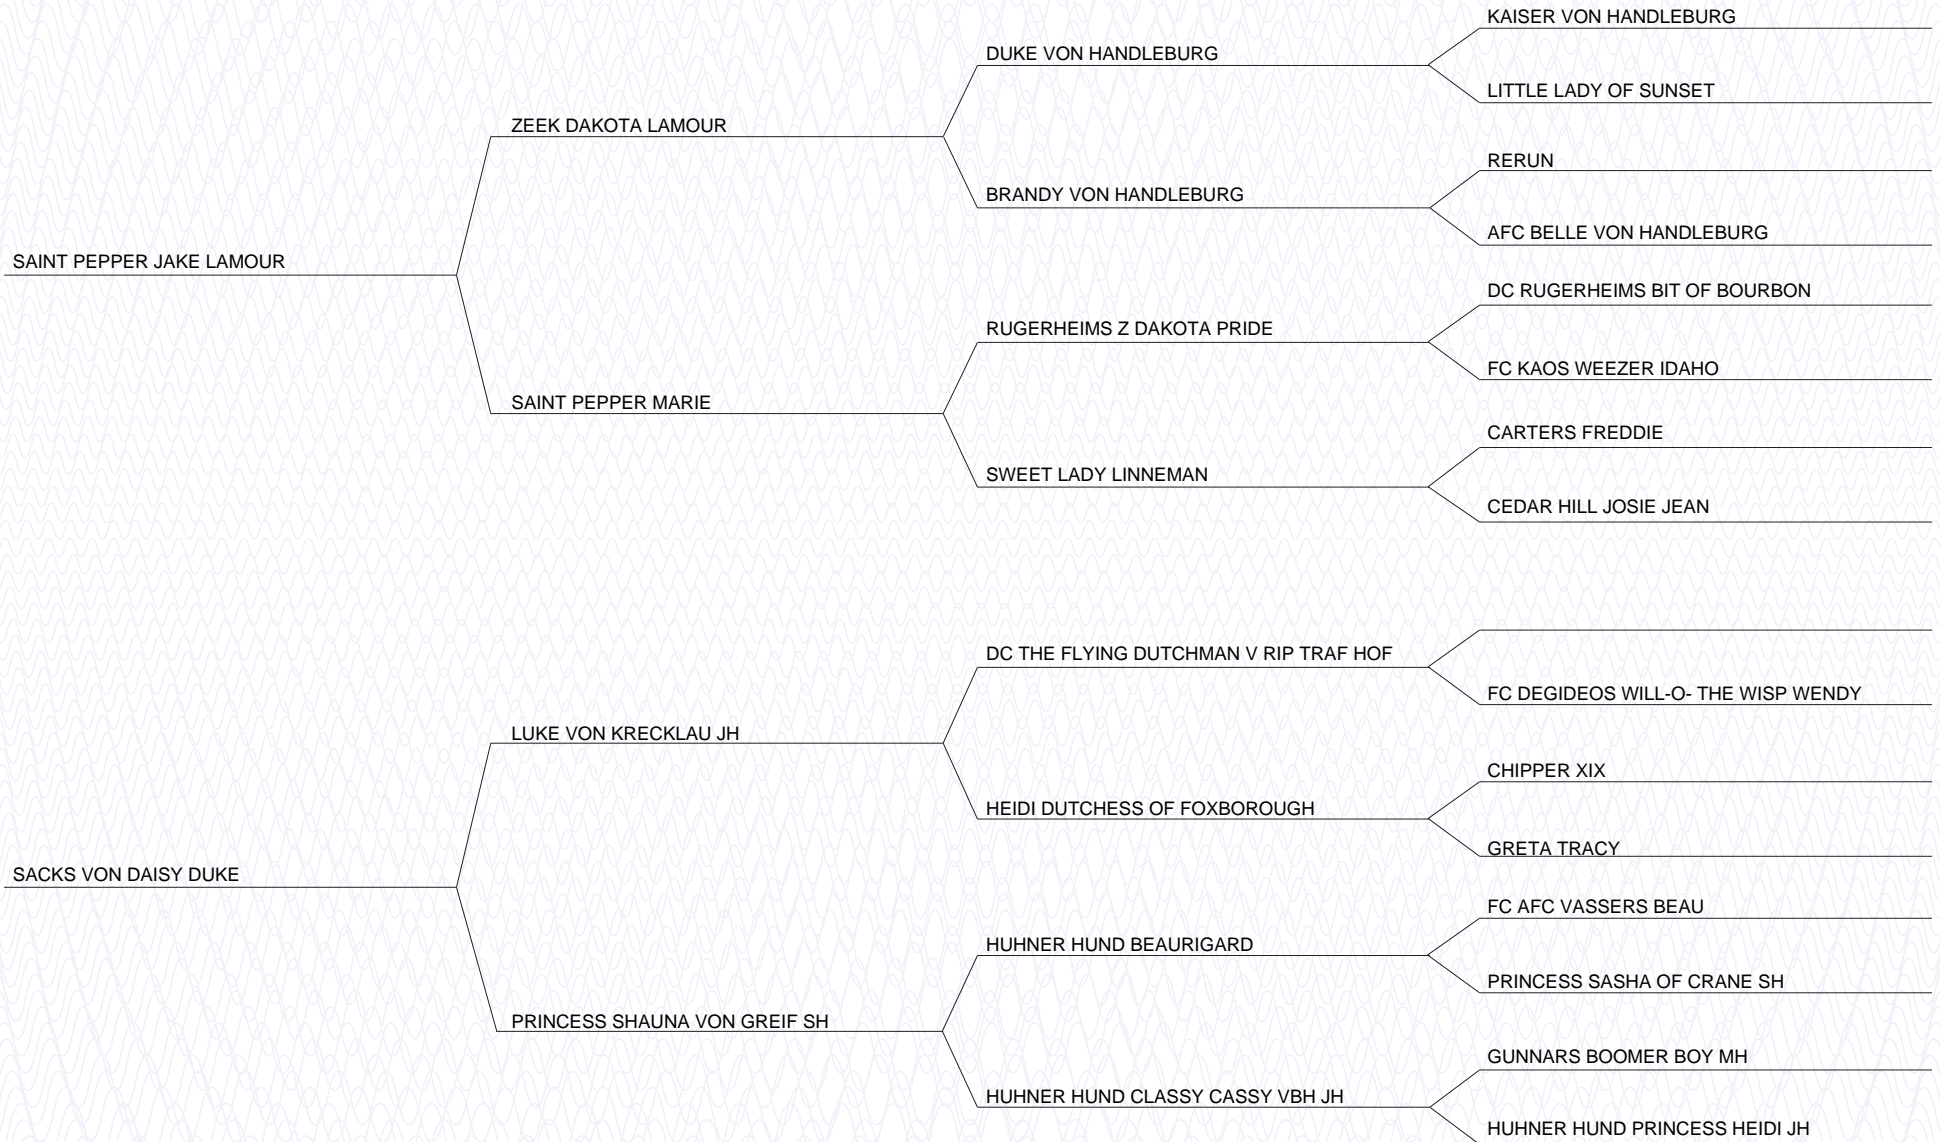 KAISER VON HANDLEBURG
DUKE VON HANDLEBURG
LITTLE LADY OF SUNSET
ZEEK DAKOTA LAMOUR
RERUN
BRANDY VON HANDLEBURG
AFC BELLE VON HANDLEBURG
SAINT PEPPER JAKE LAMOUR
DC RUGERHEIMS BIT OF BOURBON
RUGERHEIMS Z DAKOTA PRIDE
FC KAOS WEEZER IDAHO
SAINT PEPPER MARIE
CARTERS FREDDIE
SWEET LADY LINNEMAN
CEDAR HILL JOSIE JEAN
DC THE FLYING DUTCHMAN V RIP TRAF HOF
FC DEGIDEOS WILL-O- THE WISP WENDY
LUKE VON KRECKLAU JH
CHIPPER XIX
HEIDI DUTCHESS OF FOXBOROUGH
GRETA TRACY
SACKS VON DAISY DUKE
FC AFC VASSERS BEAU
HUHNER HUND BEAURIGARD
PRINCESS SASHA OF CRANE SH
PRINCESS SHAUNA VON GREIF SH
GUNNARS BOOMER BOY MH
HUHNER HUND CLASSY CASSY VBH JH
HUHNER HUND PRINCESS HEIDI JH